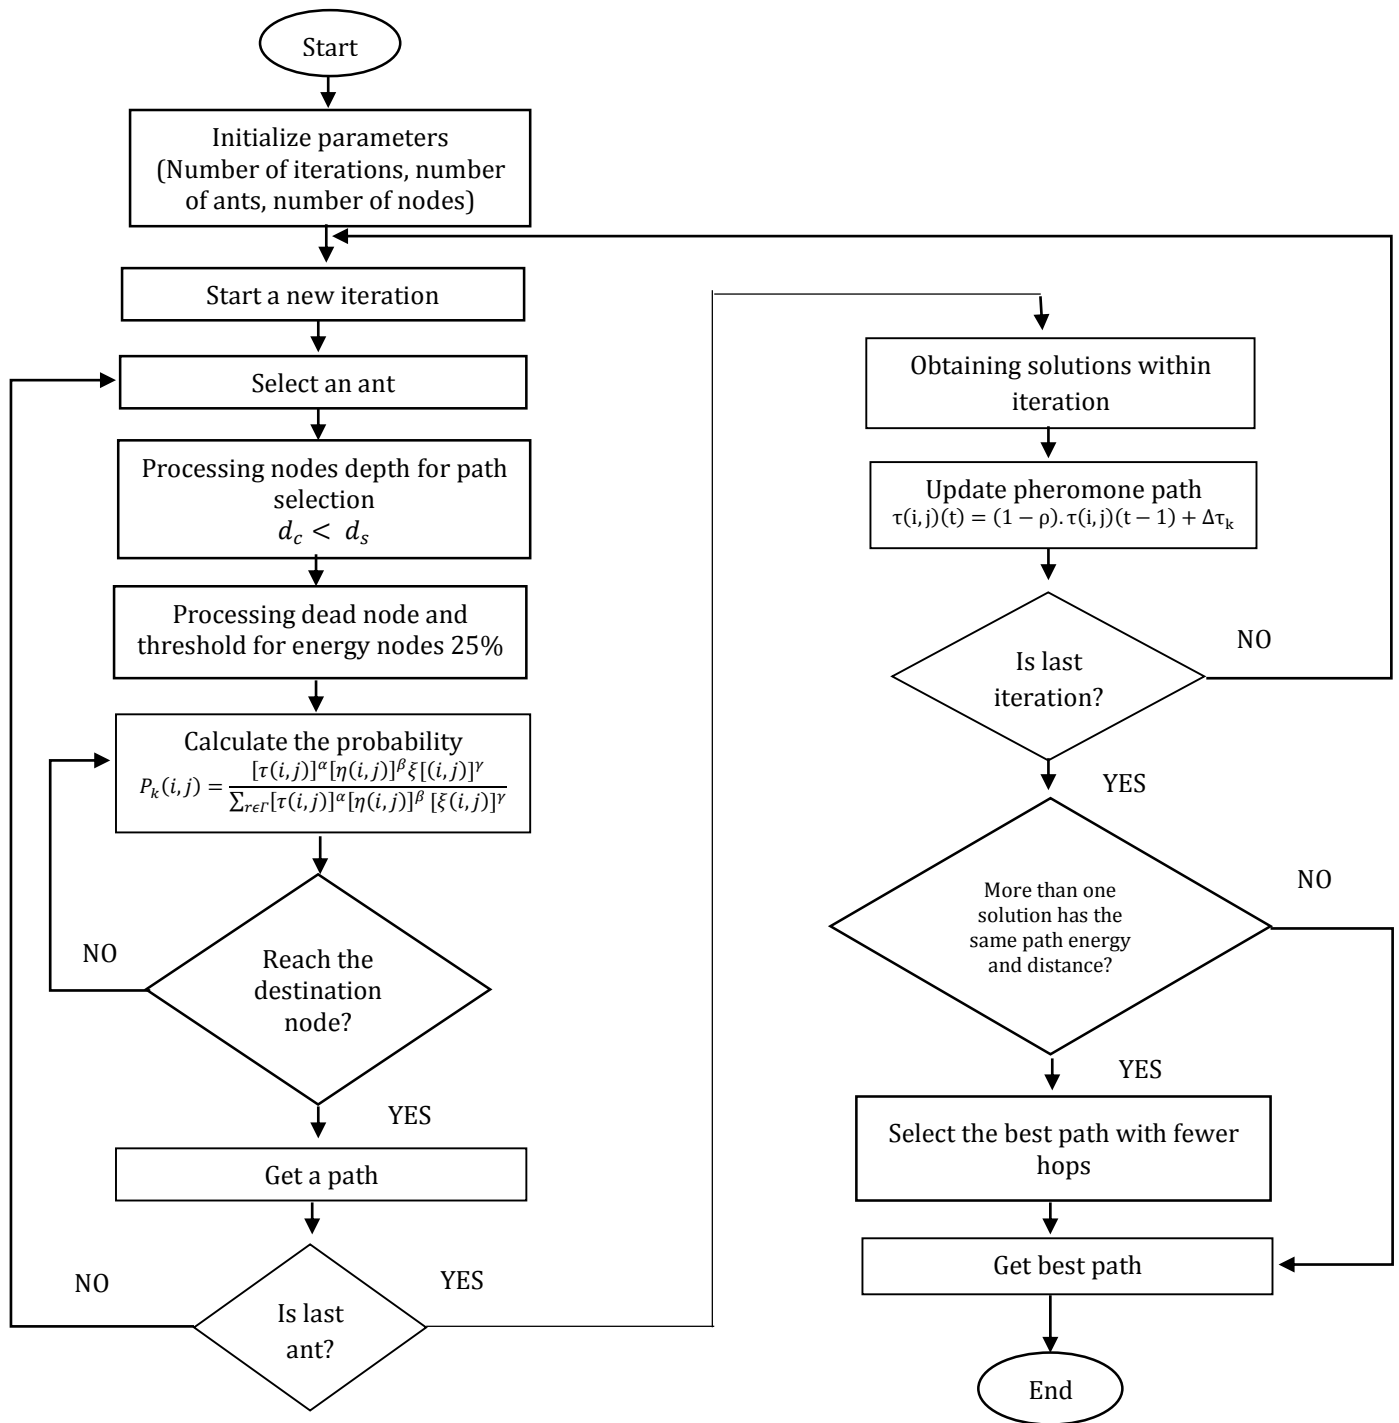 Start
Initialize parameters
(Number of iterations, number
of ants, number of nodes)
Start a new iteration
Select an ant
Processing nodes depth for path
selection
d_c < d_s
Processing dead node and
threshold for energy nodes 25%
Calculate the probability
P_k(i,j) = [τ(i,j)]^α[η(i,j)]^βξ[(i,j)]^γ / ∑_{rϵΓ}[τ(i,j)]^α[η(i,j)]^β [ξ(i,j)]^γ
NO
Reach the
destination
node?
YES
Get a path
NO
YES
Is last
ant?
Obtaining solutions within
iteration
Update pheromone path
τ(i,j)(t) = (1 − ρ). τ(i,j)(t − 1) + Δτ_k
NO
Is last
iteration?
YES
NO
More than one
solution has the
same path energy
and distance?
YES
Select the best path with fewer
hops
Get best path
End